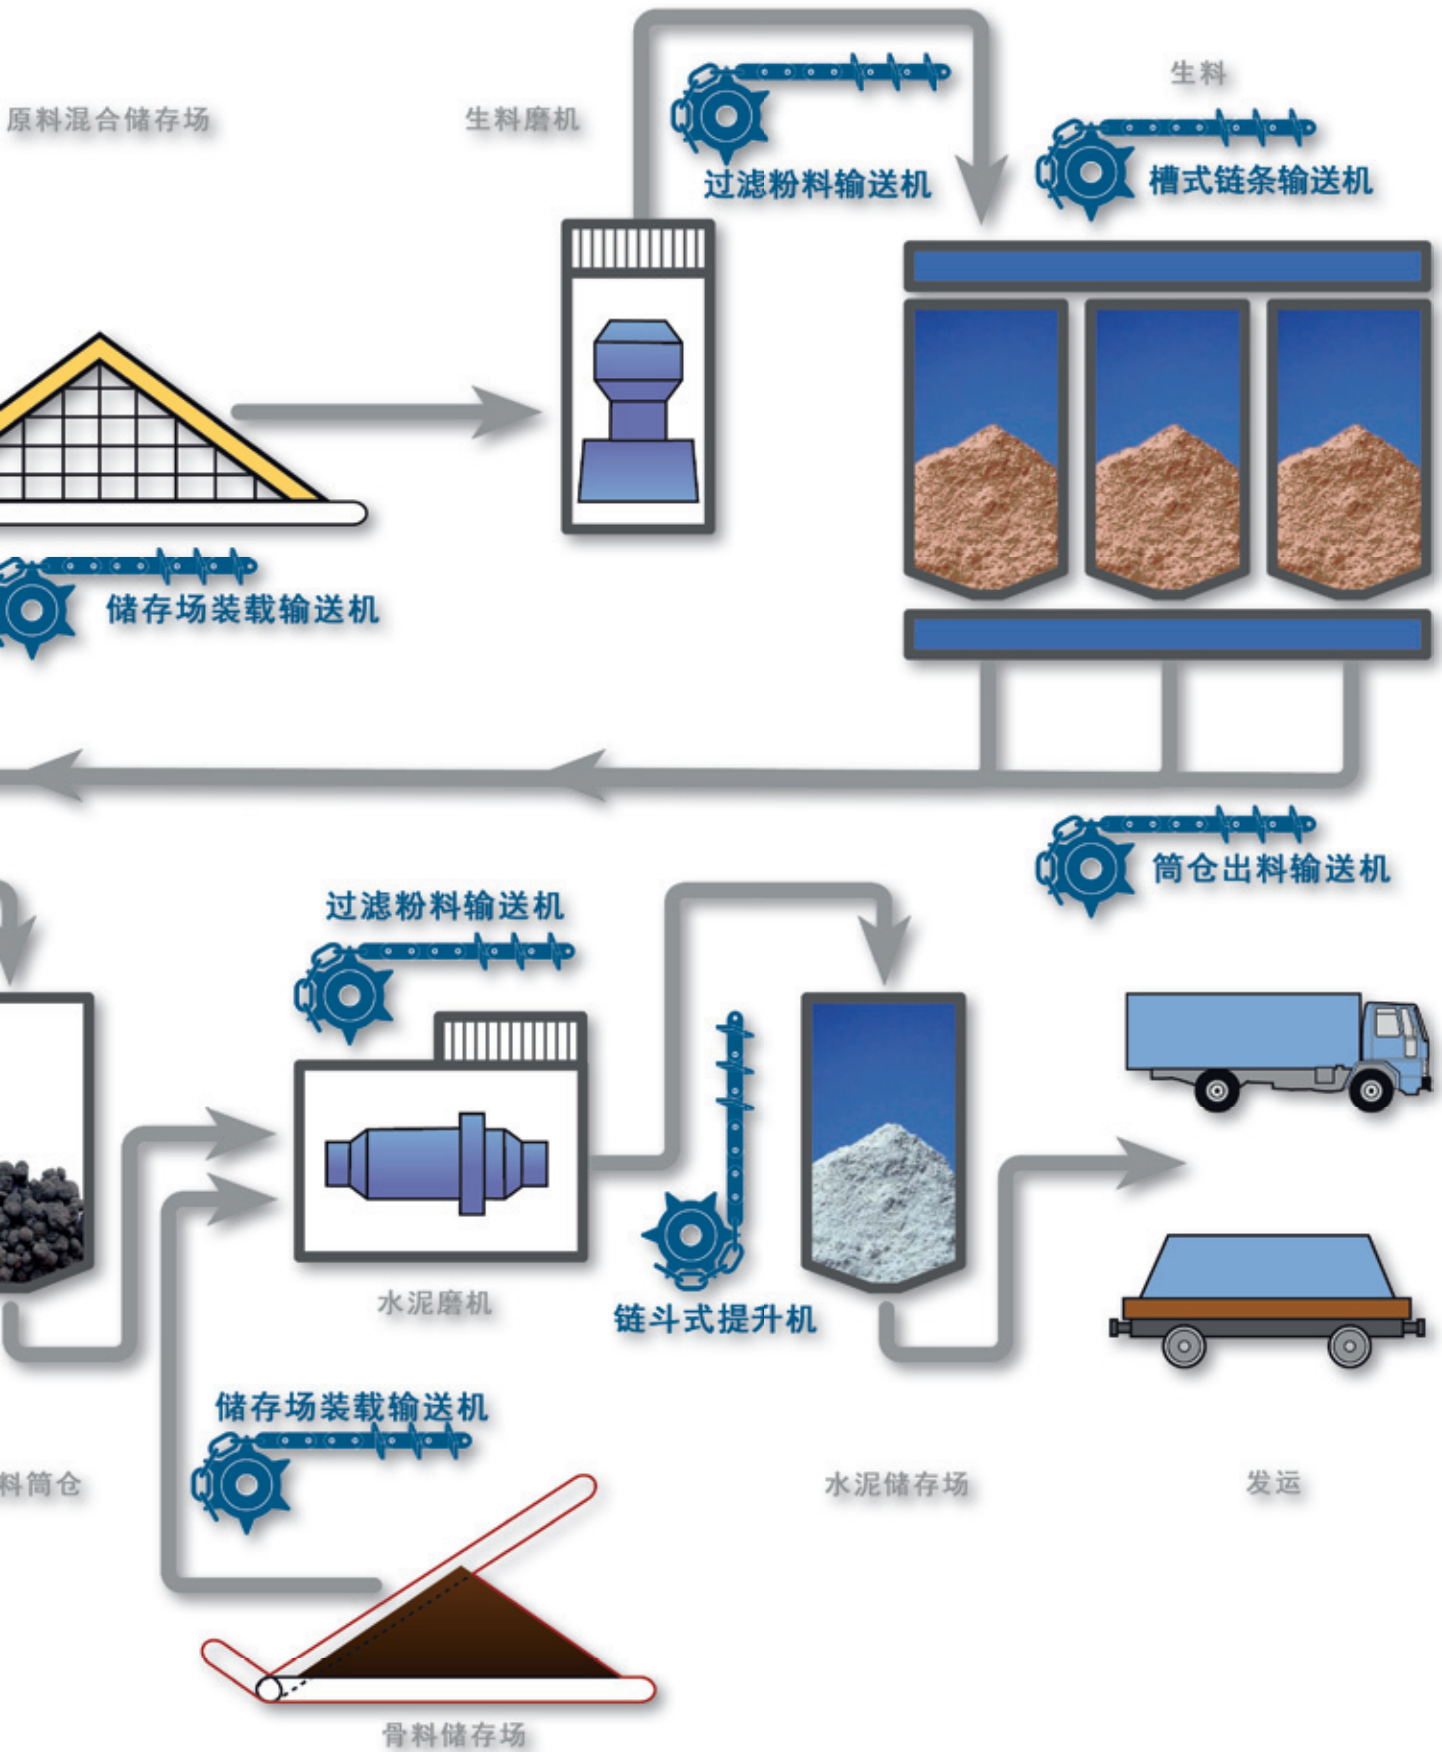 生料
原料混合储存场
生料磨机
过滤粉料输送机
槽式链条输送机
储存场装载输送机
筒仓出料输送机
过滤粉料输送机
水泥磨机
链斗式提升机
储存场装载输送机
料筒仓
水泥储存场
发运
骨料储存场